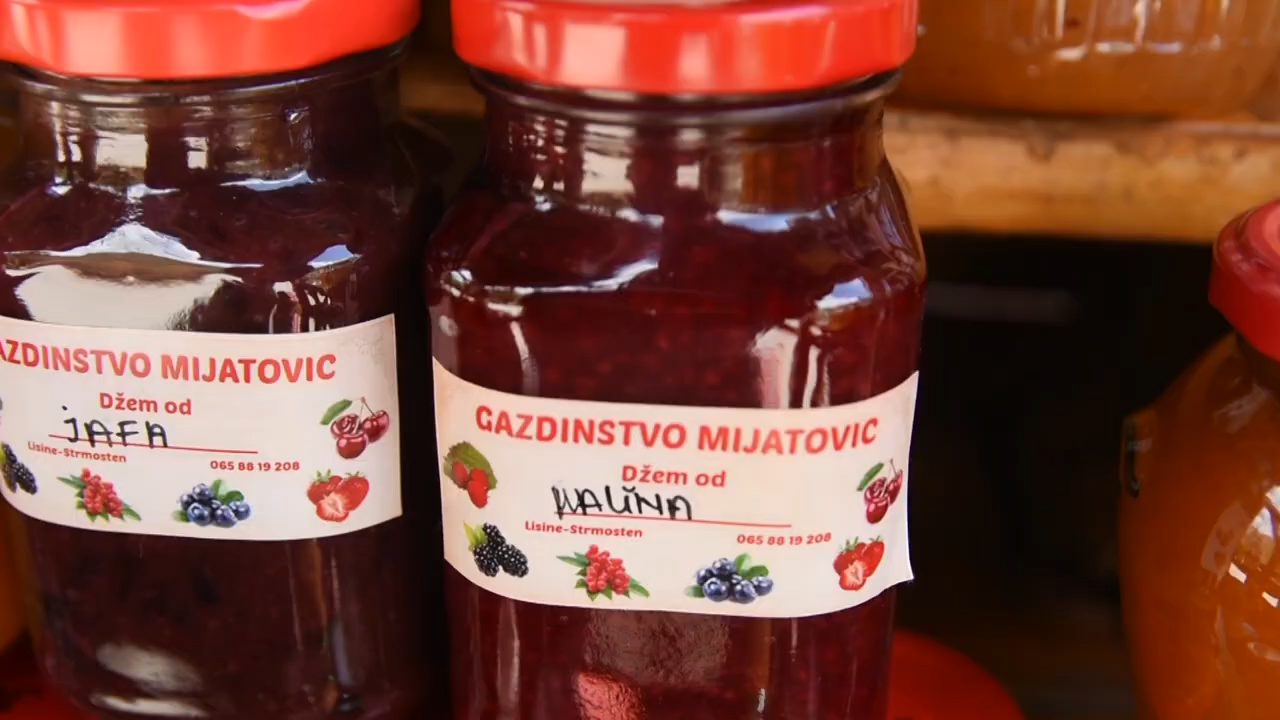 AZDINSTVO MIJATOVIC
Džem od
JAFA
Lisine-Strmosten
065 88 19 208
GAZDINSTVO MIJATOVIC
Džem od
MALINA
Lisine-Strmosten
065 88 19 208